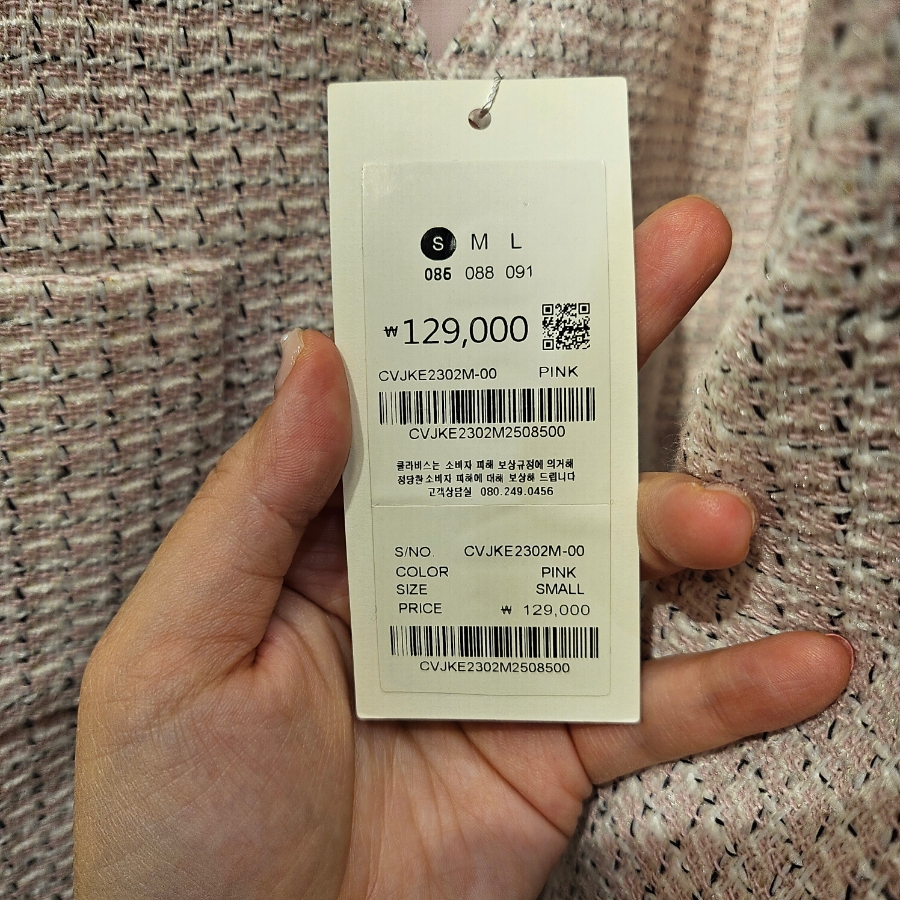 S M L
085 088 091
₩129,000
CVJKE2302M-00 PINK
CVJKE2302M2508500
클라비스는 소비자 피해 보상규정에 의거해
정당한 소비자 피해에 대해 보상해 드립니다
고객상담실 080.249.0456
S/NO CVJKE2302M-00
COLOR PINK
SIZE SMALL
PRICE ₩ 129,000
CVJKE2302M2508500